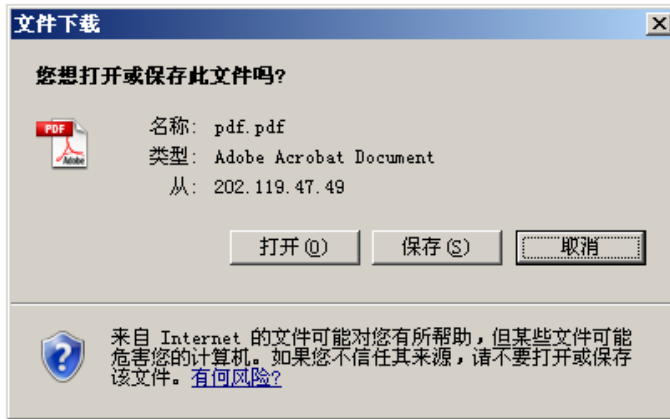 文件下载
您想打开或保存此文件吗?
PDF
Adobe
名称: pdf.pdf
类型: Adobe Acrobat Document
从: 202.119.47.49
打开(O) 保存(S) 取消
来自 Internet 的文件可能对您有所帮助，但某些文件可能
危害您的计算机。如果您不信任其来源，请不要打开或保存
该文件。有何风险?